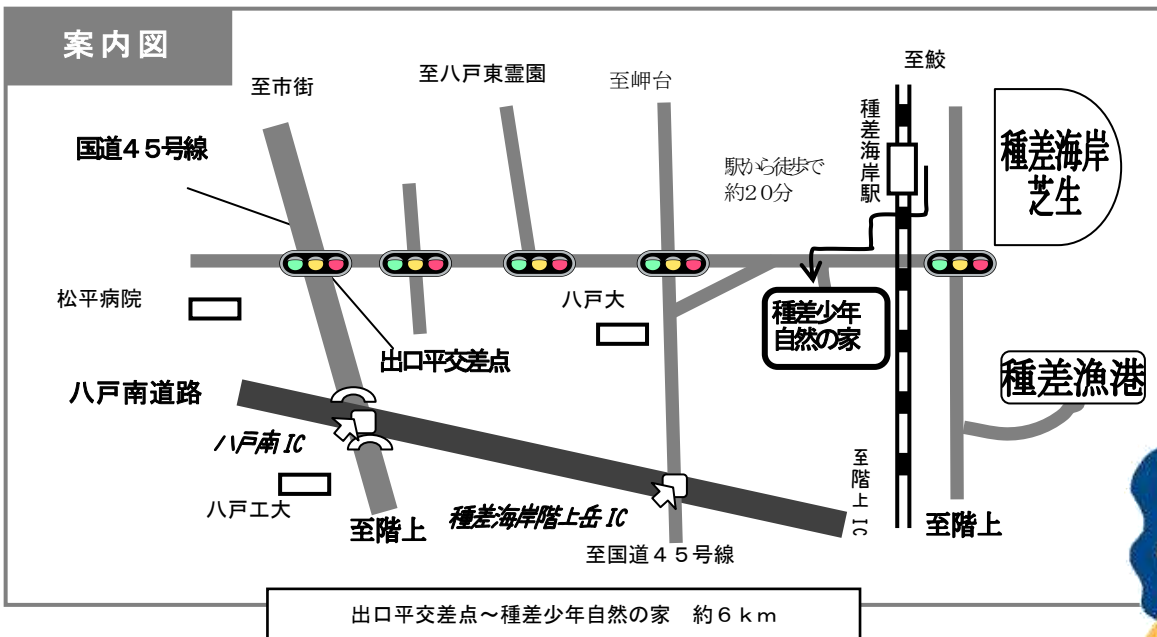 案内図
至市街
至八戸東霊園
至岬台
至鮫
国道４５号線
種差海岸駅
駅から徒歩で
約２０分
種差海岸
芝生
松平病院
八戸大
種差少年
自然の家
出口平交差点
種差漁港
八戸南道路
八戸南IC
八戸工大
至階上
種差海岸階上岳IC
至階上IC
至階上
至国道４５号線
出口平交差点～種差少年自然の家　約６ｋｍ